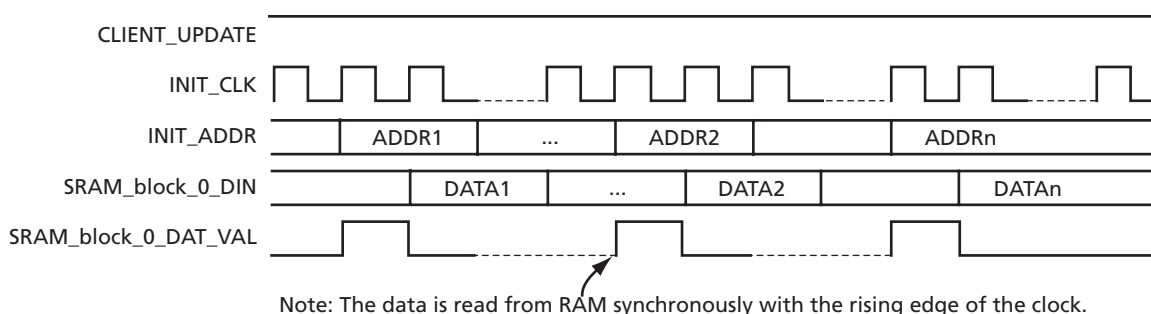 CLIENT_UPDATE
INIT_CLK
INIT_ADDR ADDR1 ... ADDR2 ADDRn
SRAM_block_0_DIN DATA1 ... DATA2 DATAn
SRAM_block_0_DAT_VAL
Note: The data is read from RAM synchronously with the rising edge of the clock.